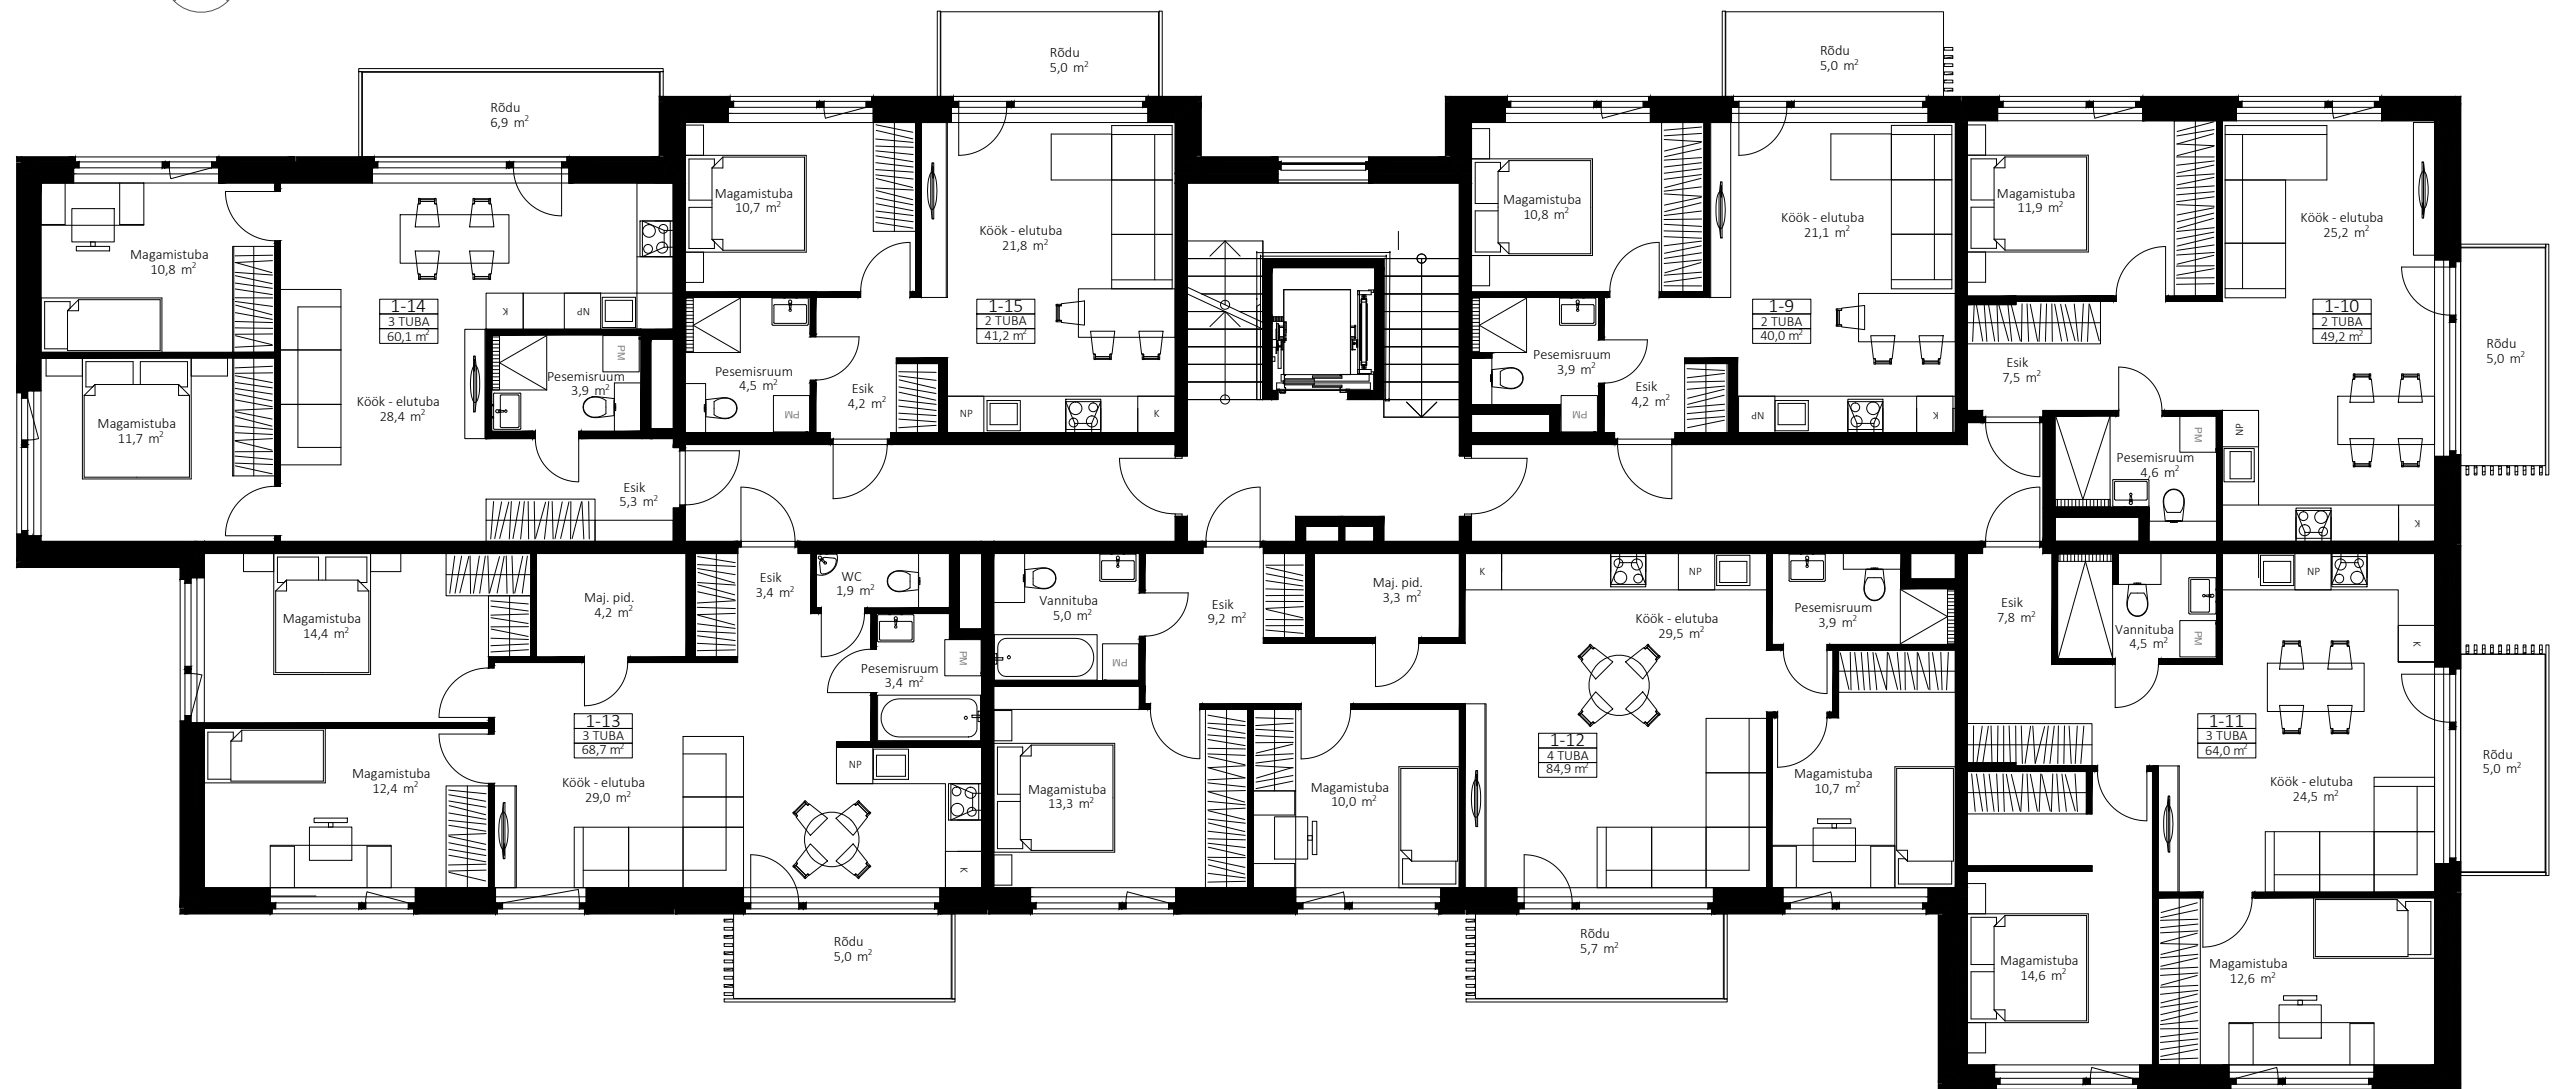 Rõdu
5,0 m²
Rõdu
5,0 m²
Rõdu
6,9 m²
Magamistuba
10,8 m²
1-14
3 TUBA
60,1 m²
K
NP
PM
Pesemisruum
3,9 m²
Köök - elutuba
28,4 m²
Magamistuba
11,7 m²
Esik
5,3 m²
Magamistuba
10,7 m²
Köök - elutuba
21,8 m²
1-15
2 TUBA
41,2 m²
Pesemisruum
4,5 m²
PM
Esik
4,2 m²
NP
K
Magamistuba
10,8 m²
Köök - elutuba
21,1 m²
1-9
2 TUBA
40,0 m²
Pesemisruum
3,9 m²
PM
Esik
4,2 m²
NP
K
Magamistuba
11,9 m²
Köök - elutuba
25,2 m²
1-10
2 TUBA
49,2 m²
Rõdu
5,0 m²
Esik
7,5 m²
PM
NP
Pesemisruum
4,6 m²
K
Magamistuba
14,4 m²
Maj. pid.
4,2 m²
Esik
3,4 m²
WC
1,9 m²
Pesemisruum
3,4 m²
PM
1-13
3 TUBA
68,7 m²
Magamistuba
12,4 m²
Köök - elutuba
29,0 m²
NP
K
Rõdu
5,0 m²
Vannituba
5,0 m²
PM
Esik
9,2 m²
Maj. pid.
3,3 m²
K
NP
Köök - elutuba
29,5 m²
Pesemisruum
3,9 m²
1-12
4 TUBA
84,9 m²
Magamistuba
13,3 m²
Magamistuba
10,0 m²
Magamistuba
10,7 m²
Rõdu
5,7 m²
Esik
7,8 m²
Vannituba
4,5 m²
PM
NP
K
1-11
3 TUBA
64,0 m²
Köök - elutuba
24,5 m²
Rõdu
5,0 m²
Magamistuba
14,6 m²
Magamistuba
12,6 m²